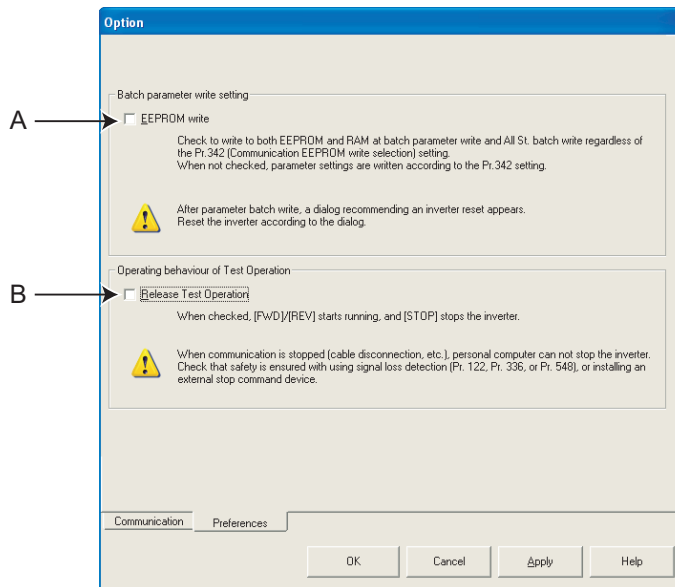 Option
Batch parameter write setting
A
EEPROM write
Check to write to both EEPROM and RAM at batch parameter write and All St. batch write regardless of
the Pr.342 (Communication EEPROM write selection) setting.
When not checked, parameter settings are written according to the Pr.342 setting.
After parameter batch write, a dialog recommending an inverter reset appears.
Reset the inverter according to the dialog.
Operating behaviour of Test Operation
B
Release Test Operation
When checked, [FWD]/[REV] starts running, and [STOP] stops the inverter.
When communication is stopped (cable disconnection, etc.), personal computer can not stop the inverter.
Check that safety is ensured with using signal loss detection (Pr. 122, Pr. 336, or Pr. 548), or installing an
external stop command device.
Communication Preferences
OK Cancel Apply Help